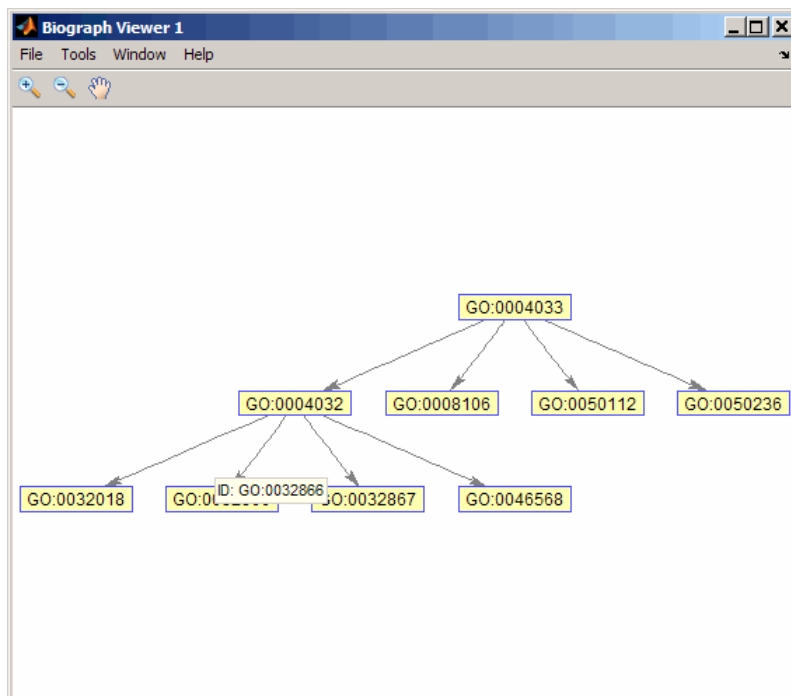 Biograph Viewer 1
File Tools Window Help
GO:0004033
GO:0004032 GO:0008106 GO:0050112 GO:0050236
ID: GO:0032866
GO:0032018 GO:0032867 GO:0046568